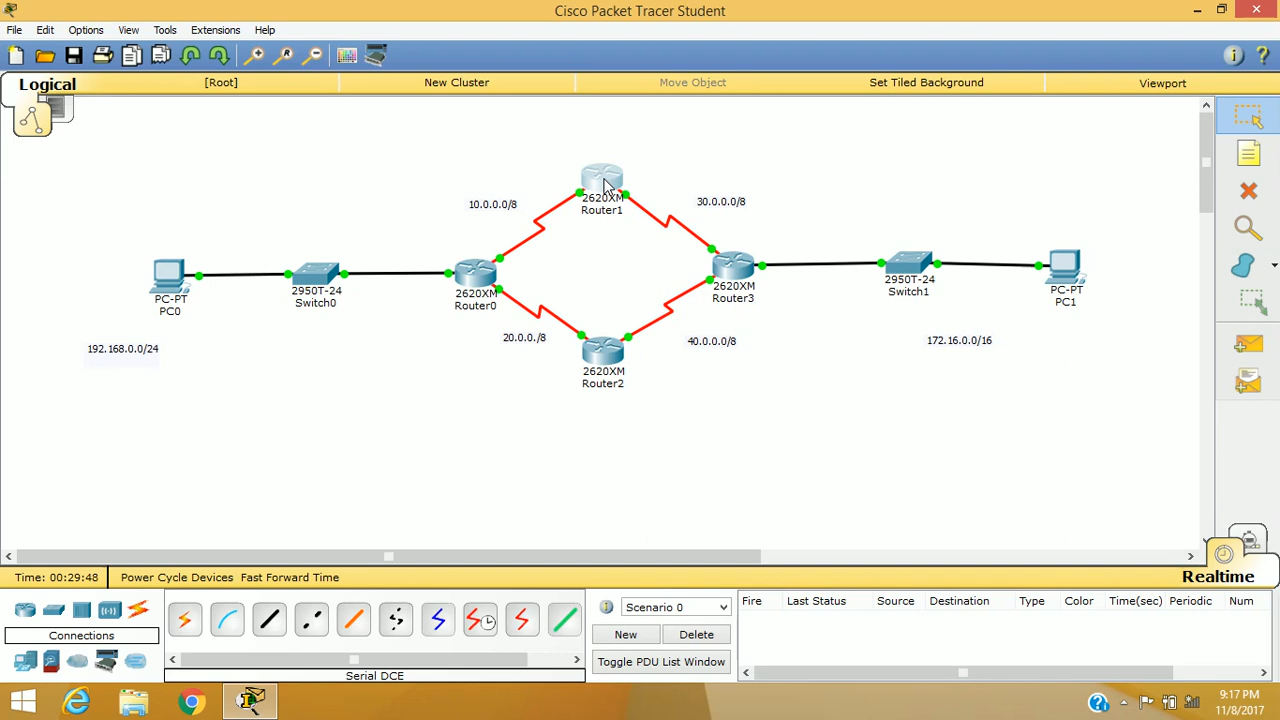 Cisco Packet Tracer Student
File Edit Options View Tools Extensions Help
Logical [Root] New Cluster Move Object Set Tiled Background Viewport
2620XM
Router1
10.0.0.0/8
30.0.0.0/8
PC-PT
PC0
2950T-24
Switch0
2620XM
Router0
2620XM
Router3
2950T-24
Switch1
PC-PT
PC1
192.168.0.0/24
20.0.0./8
40.0.0.0/8
172.16.0.0/16
2620XM
Router2
Time: 00:29:48 Power Cycle Devices Fast Forward Time Realtime
Connections
Serial DCE
Scenario 0
New Delete
Toggle PDU List Window
Fire Last Status Source Destination Type Color Time(sec) Periodic Num
9:17 PM
11/8/2017